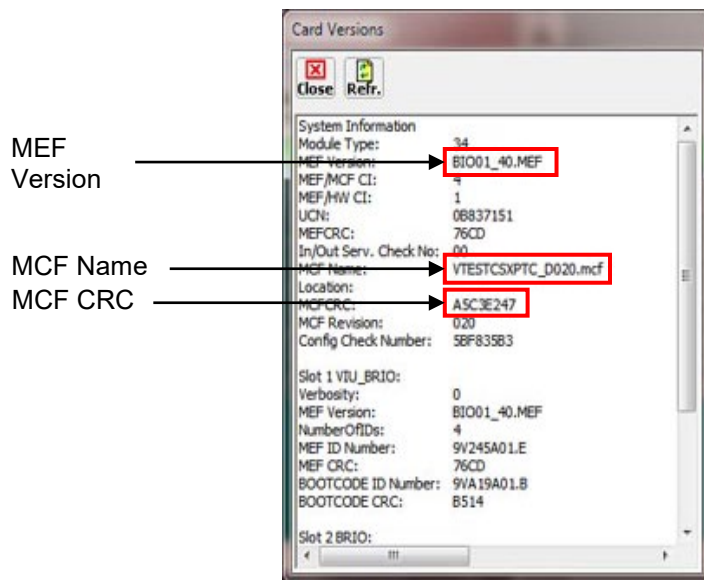 Card Versions
Close Refr.
System Information
Module Type: 34
MEF Version: BIO01_40.MEF
MEF/MCF CI: 4
MEF/HW CI: 1
UCN: 0B837151
MEFCRC: 76CD
In/Out Serv. Check No: 00
MCF Name: VTESTCSXPTC_D020.mcf
Location:
MCFCRC: A5C3E247
MCF Revision: 020
Config Check Number: 5BF835B3
Slot 1 VIU_BRIO:
Verbosity: 0
MEF Version: BIO01_40.MEF
NumberOfIDs: 4
MEF ID Number: 9V245A01.E
MEF CRC: 76CD
BOOTCODE ID Number: 9VA19A01.B
BOOTCODE CRC: B514
Slot 2 BRIO:
MEF
Version
MCF Name
MCF CRC